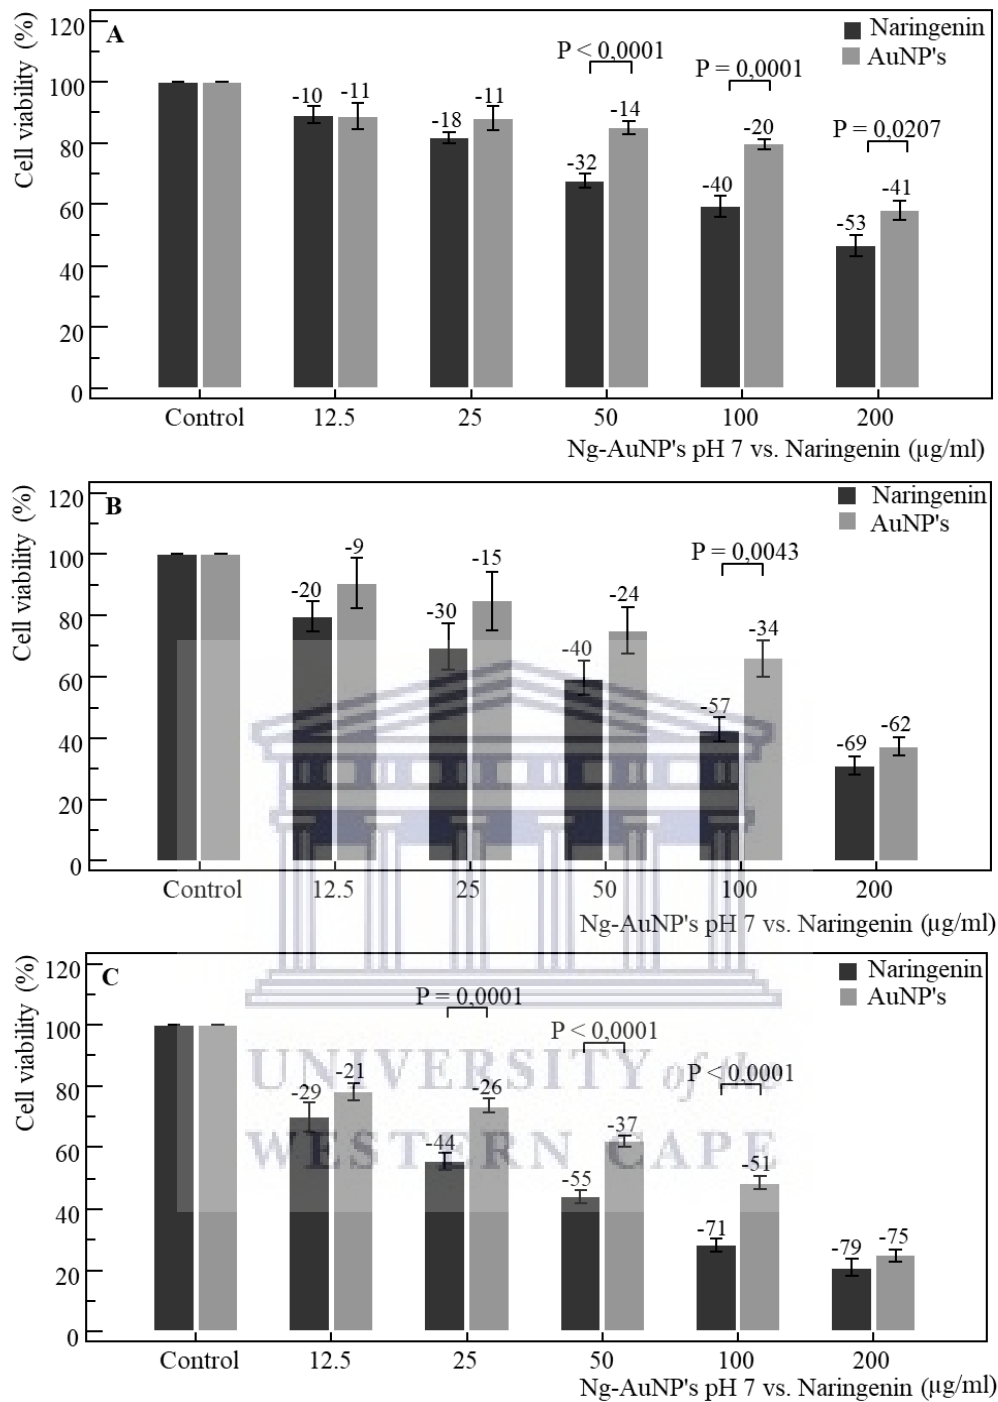 A
Naringenin
AuNP's
Cell viability (%)
120
100
80
60
40
20
0
P < 0,0001
P = 0,0001
P = 0,0207
-10 -11
-18 -11
-32 -14
-40 -20
-53 -41
Control 12.5 25 50 100 200
Ng-AuNP's pH 7 vs. Naringenin (µg/ml)
B
Naringenin
AuNP's
Cell viability (%)
120
100
80
60
40
20
0
P = 0,0043
-20 -9
-30 -15
-40 -24
-57 -34
-69 -62
Control 12.5 25 50 100 200
Ng-AuNP's pH 7 vs. Naringenin (µg/ml)
C
Naringenin
AuNP's
Cell viability (%)
120
100
80
60
40
20
0
P = 0,0001
P < 0,0001
P < 0,0001
-29 -21
-44 -26
-55 -37
-71 -51
-79 -75
Control 12.5 25 50 100 200
Ng-AuNP's pH 7 vs. Naringenin (µg/ml)
UNIVERSITY of the
WESTERN CAPE